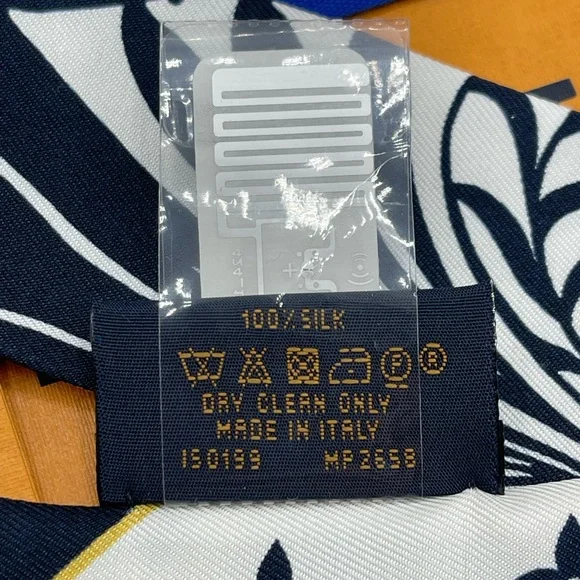 100% SILK
P R
DRY CLEAN ONLY
MADE IN ITALY
150199 MP2658